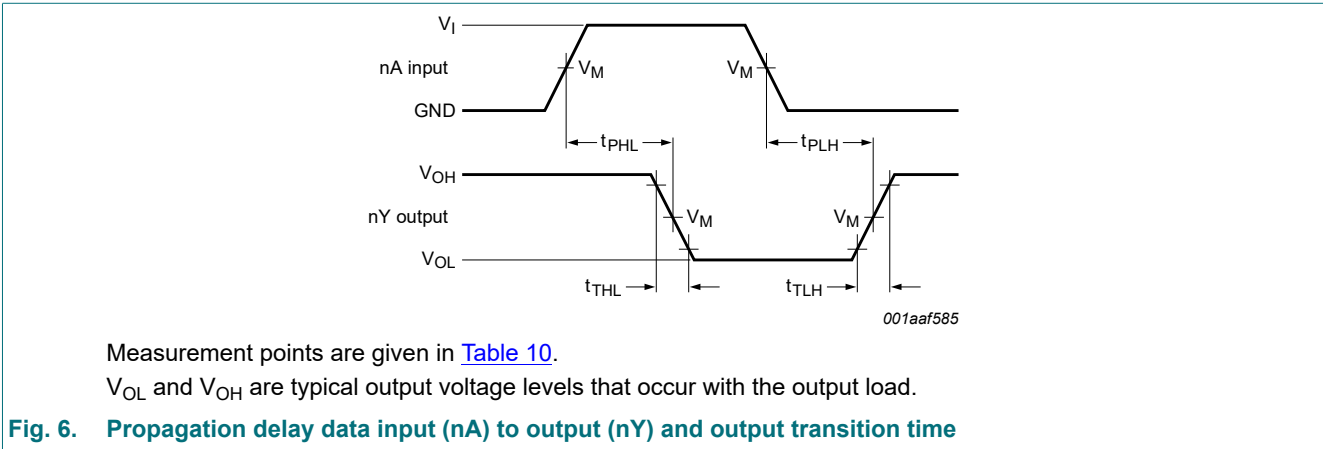 VI
nA input
VM
VM
GND
tPHL
tPLH
VOH
nY output
VM
VM
VOL
tTHL
tTLH
001aaf585
Measurement points are given in Table 10.
VOL and VOH are typical output voltage levels that occur with the output load.
Fig. 6. Propagation delay data input (nA) to output (nY) and output transition time